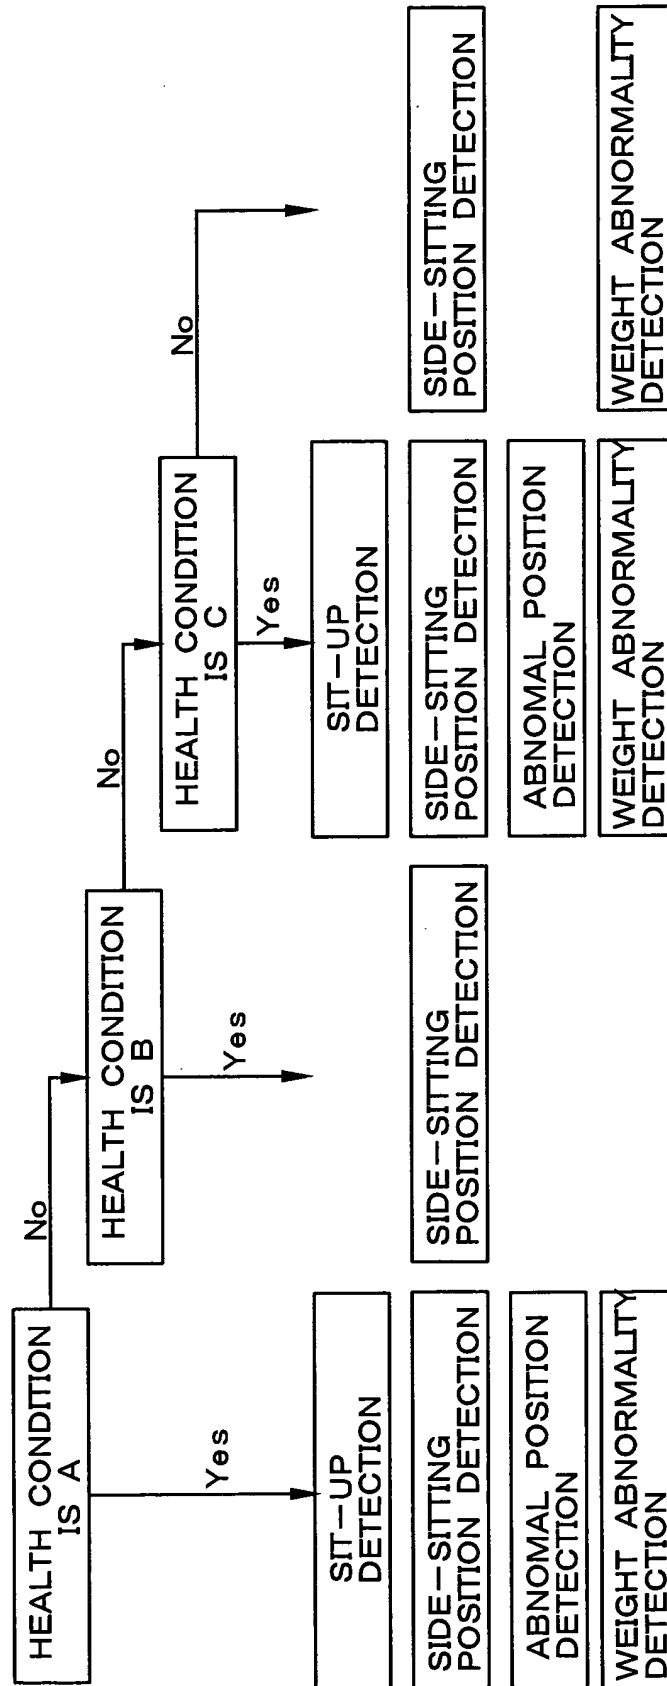 HEALTH CONDITION
IS A
No
Yes
HEALTH CONDITION
IS B
No
Yes
HEALTH CONDITION
IS C
No
Yes
SIT-UP
DETECTION
SIDE-SITTING
POSITION DETECTION
ABNOMAL POSITION
DETECTION
WEIGHT ABNORMALITY
DETECTION
SIDE-SITTING
POSITION DETECTION
SIT-UP
DETECTION
SIDE-SITTING
POSITION DETECTION
ABNOMAL POSITION
DETECTION
WEIGHT ABNORMALITY
DETECTION
SIDE-SITTING
POSITION DETECTION
WEIGHT ABNORMALITY
DETECTION